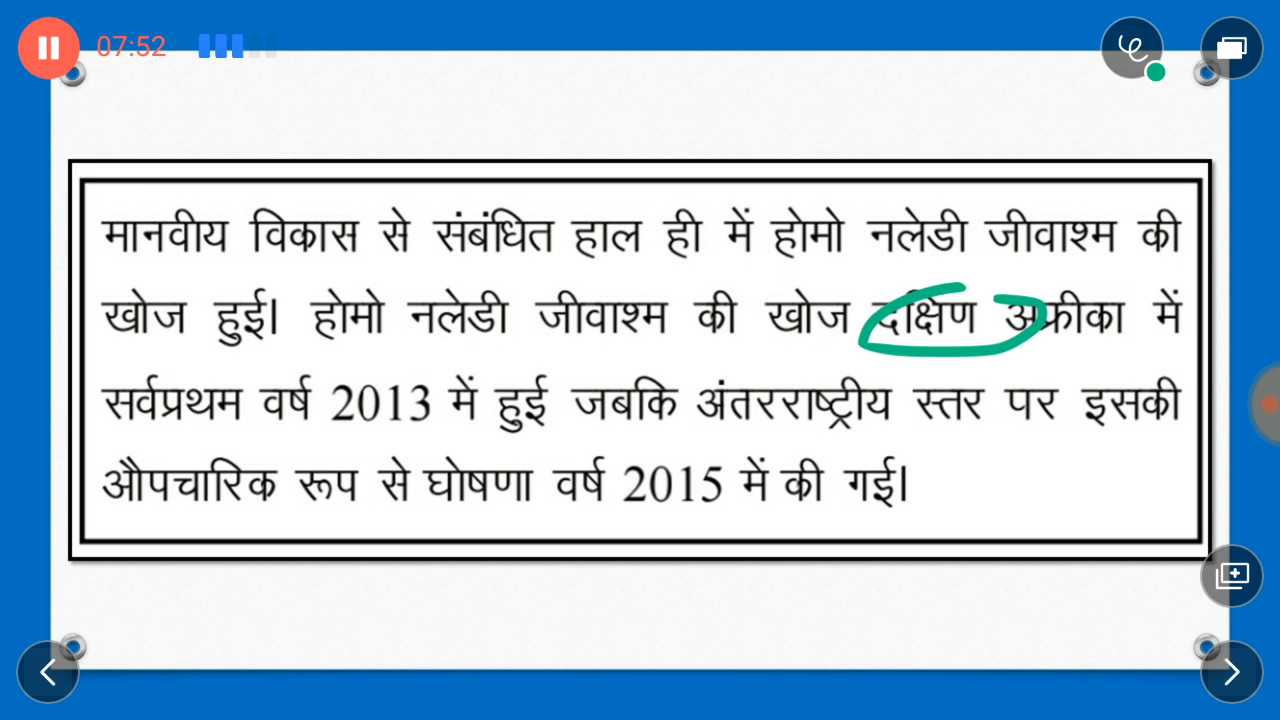 07:52
मानवीय विकास से संबंधित हाल ही में होमो नलेडी जीवाश्म की
खोज हुई। होमो नलेडी जीवाश्म की खोज दक्षिण अफ्रीका में
सर्वप्रथम वर्ष 2013 में हुई जबकि अंतरराष्ट्रीय स्तर पर इसकी
औपचारिक रूप से घोषणा वर्ष 2015 में की गई।